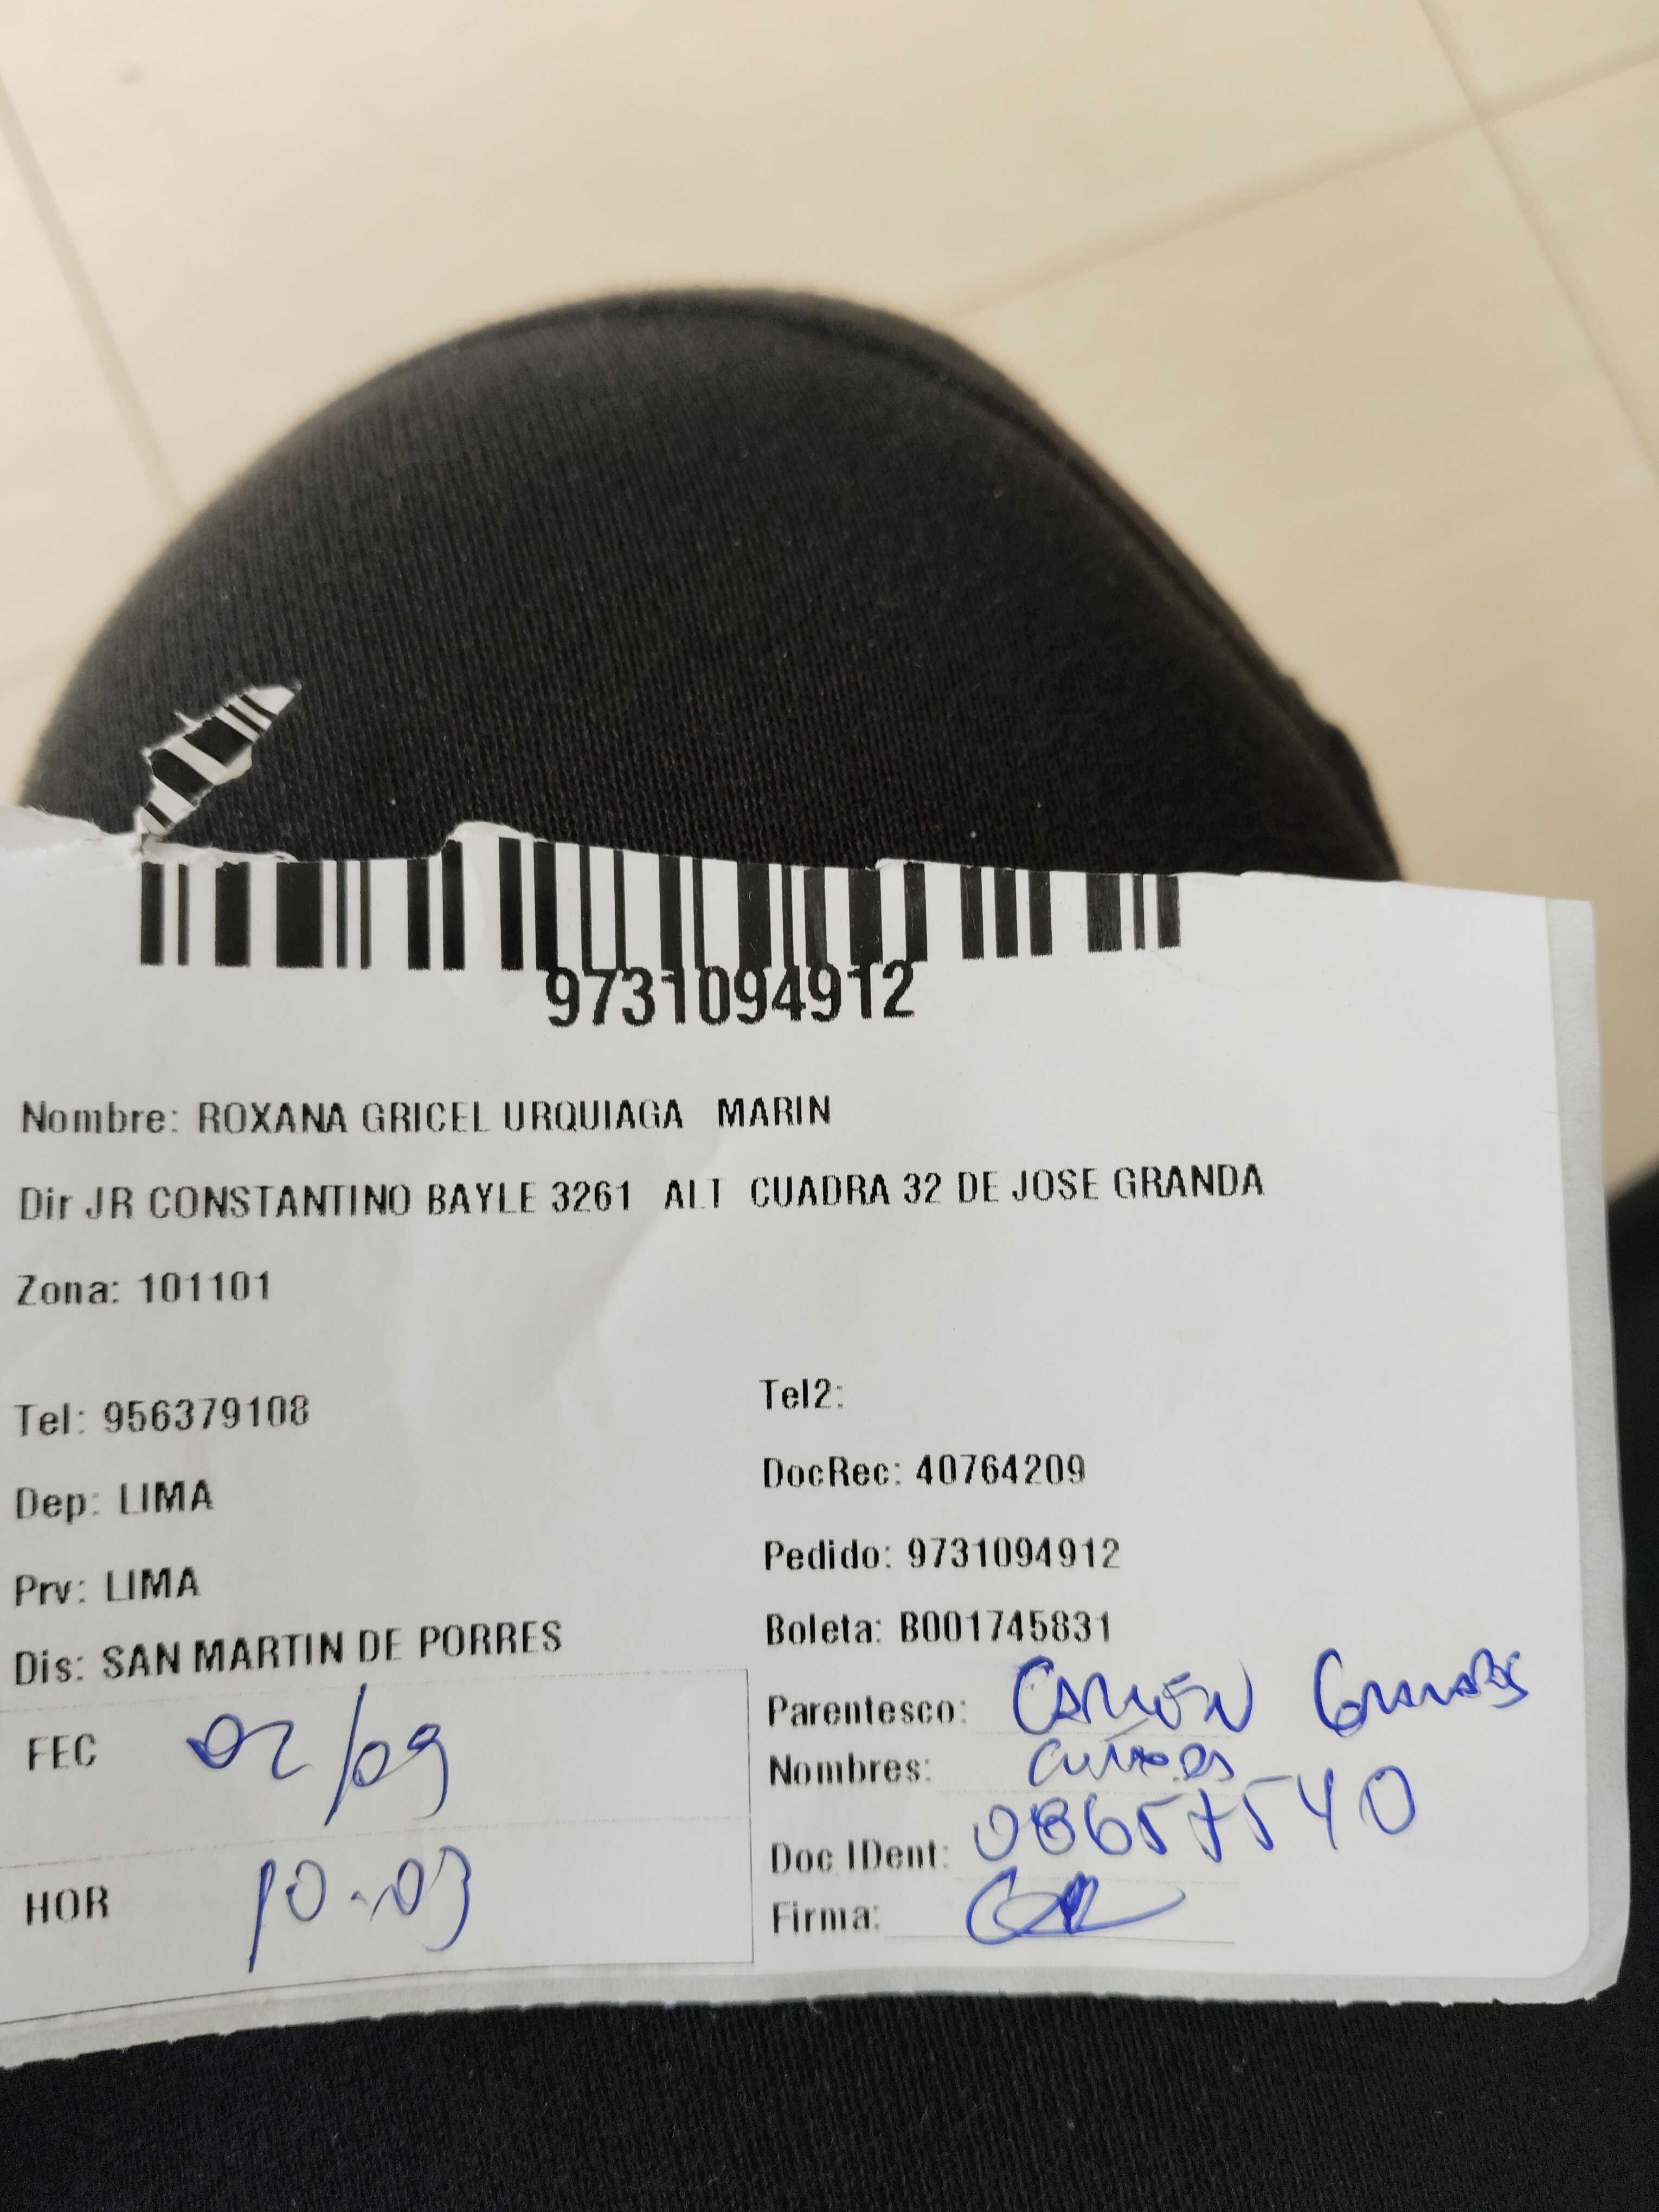 9731094912
Nombre: ROXANA GRICEL URQUIAGA MARIN
Dir JR CONSTANTINO BAYLE 3261 ALT CUADRA 32 DE JOSE GRANDA
Zona: 101101
Tel: 956379108
Dep: LIMA
Prv: LIMA
Dis: SAN MARTIN DE PORRES
FEC 02/09
HOR 10:03
Tel2:
DocRec: 40764209
Pedido: 9731094912
Boleta: B001745831
Parentesco: CARMEN
Nombres:
Doc IDent: 08657540
Firma: